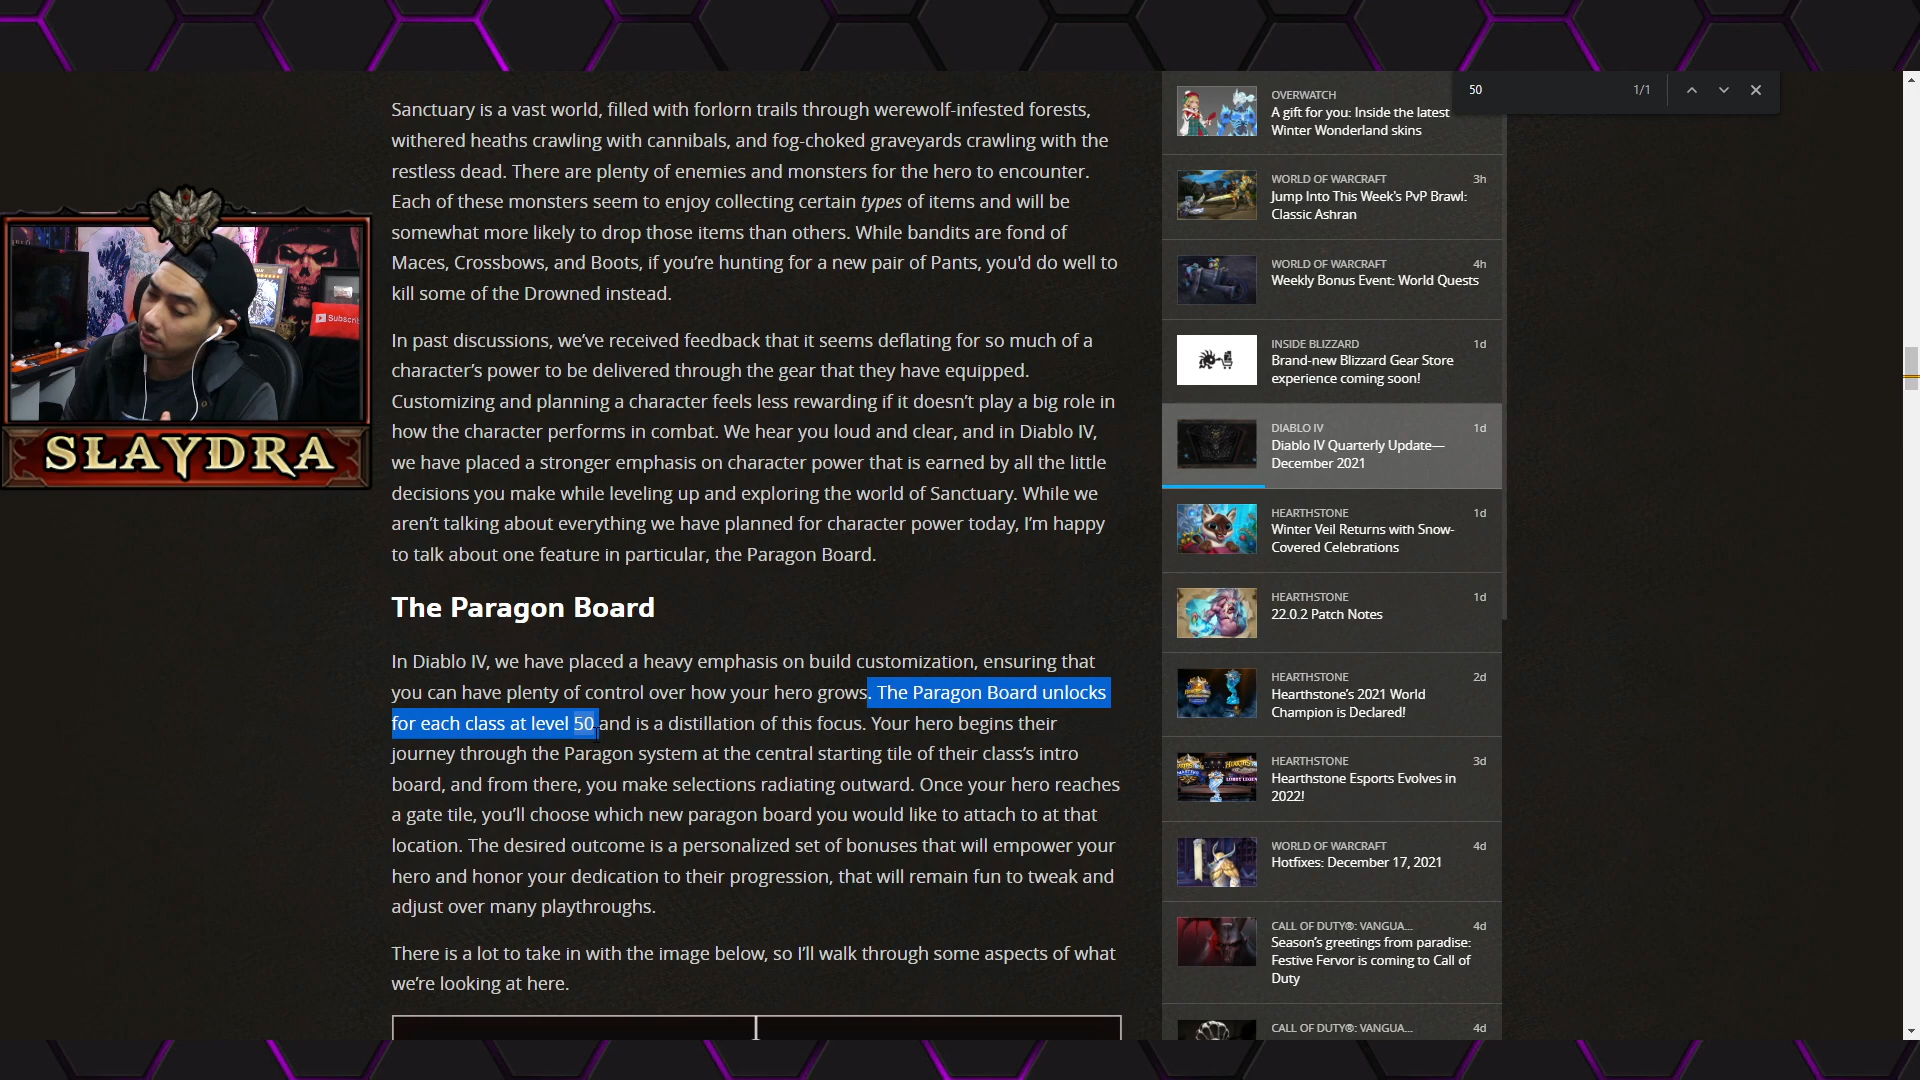 50
1/1
Sanctuary is a vast world, filled with forlorn trails through werewolf-infested forests,
withered heaths crawling with cannibals, and fog-choked graveyards crawling with the
restless dead. There are plenty of enemies and monsters for the hero to encounter.
Each of these monsters seem to enjoy collecting certain types of items and will be
somewhat more likely to drop those items than others. While bandits are fond of
Maces, Crossbows, and Boots, if you’re hunting for a new pair of Pants, you'd do well to
kill some of the Drowned instead.
In past discussions, we’ve received feedback that it seems deflating for so much of a
character’s power to be delivered through the gear that they have equipped.
Customizing and planning a character feels less rewarding if it doesn’t play a big role in
how the character performs in combat. We hear you loud and clear, and in Diablo IV,
we have placed a stronger emphasis on character power that is earned by all the little
decisions you make while leveling up and exploring the world of Sanctuary. While we
aren’t talking about everything we have planned for character power today, I’m happy
to talk about one feature in particular, the Paragon Board.
The Paragon Board
In Diablo IV, we have placed a heavy emphasis on build customization, ensuring that
you can have plenty of control over how your hero grows. The Paragon Board unlocks
for each class at level 50 and is a distillation of this focus. Your hero begins their
journey through the Paragon system at the central starting tile of their class’s intro
board, and from there, you make selections radiating outward. Once your hero reaches
a gate tile, you’ll choose which new paragon board you would like to attach to at that
location. The desired outcome is a personalized set of bonuses that will empower your
hero and honor your dedication to their progression, that will remain fun to tweak and
adjust over many playthroughs.
There is a lot to take in with the image below, so I’ll walk through some aspects of what
we’re looking at here.
Subscri
SLAYDRA
OVERWATCH
A gift for you: Inside the latest
Winter Wonderland skins
WORLD OF WARCRAFT 3h
Jump Into This Week's PvP Brawl:
Classic Ashran
WORLD OF WARCRAFT 4h
Weekly Bonus Event: World Quests
INSIDE BLIZZARD 1d
Brand-new Blizzard Gear Store
experience coming soon!
DIABLO IV 1d
Diablo IV Quarterly Update—
December 2021
HEARTHSTONE 1d
Winter Veil Returns with Snow-
Covered Celebrations
HEARTHSTONE 1d
22.0.2 Patch Notes
HEARTHSTONE 2d
Hearthstone’s 2021 World
Champion is Declared!
HEARTHSTONE 3d
Hearthstone Esports Evolves in
2022!
WORLD OF WARCRAFT 4d
Hotfixes: December 17, 2021
CALL OF DUTY®: VANGUA... 4d
Season’s greetings from paradise:
Festive Fervor is coming to Call of
Duty
CALL OF DUTY®: VANGUA... 4d